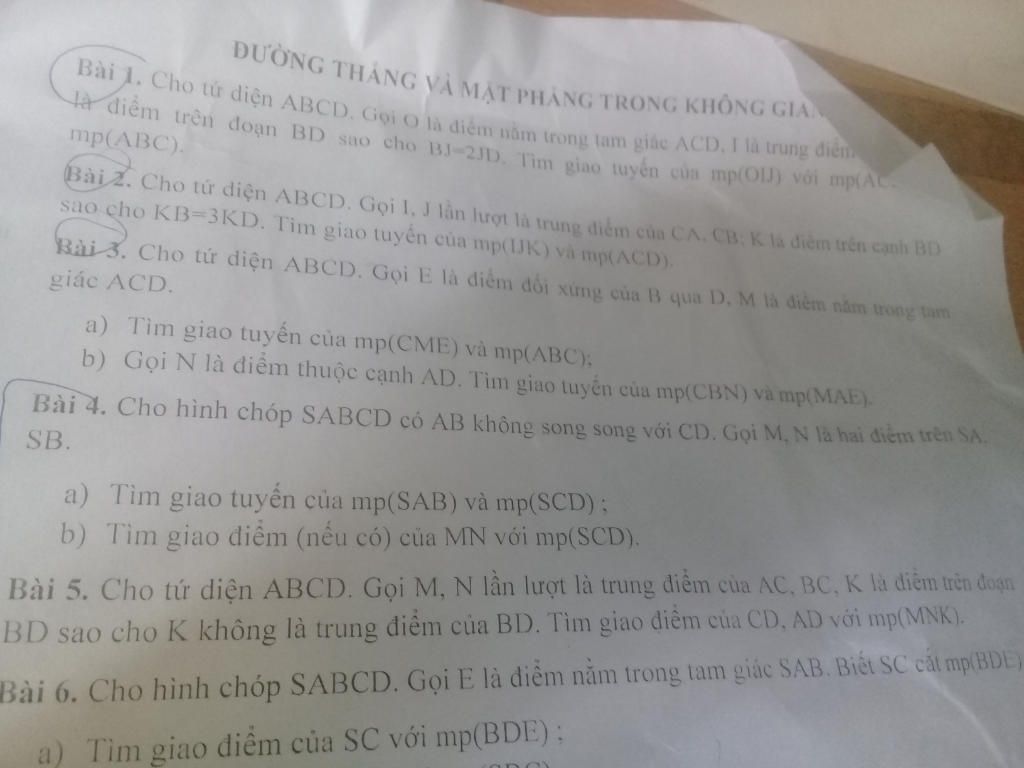 ĐƯỜNG THẲNG VÀ MẶT PHẲNG TRONG KHÔNG GIAN
Bài 1. Cho tứ diện ABCD. Gọi O là điểm nằm trong tam giác ACD, I là trung điểm
là điểm trên đoạn BD sao cho BJ=2JD. Tìm giao tuyến của mp(OIJ) với
mp(ABC).
Bài 2. Cho tứ diện ABCD. Gọi I, J lần lượt là trung điểm của CA, CB; K là điểm trên cạnh BD
sao cho KB=3KD. Tìm giao tuyến của mp(IJK) và mp(ACD).
Bài 3. Cho tứ diện ABCD. Gọi E là điểm đối xứng của B qua D, M là điểm nằm trong tam
giác ACD.
a) Tìm giao tuyến của mp(CME) và mp(ABC);
b) Gọi N là điểm thuộc cạnh AD. Tìm giao tuyến của mp(CBN) và mp(MAE).
Bài 4. Cho hình chóp SABCD có AB không song song với CD. Gọi M, N là hai điểm trên SA,
SB.
a) Tìm giao tuyến của mp(SAB) và mp(SCD) ;
b) Tìm giao điểm (nếu có) của MN với mp(SCD).
Bài 5. Cho tứ diện ABCD. Gọi M, N lần lượt là trung điểm của AC, BC, K là điểm trên đoạn
BD sao cho K không là trung điểm của BD. Tìm giao điểm của CD, AD với mp(MNK).
Bài 6. Cho hình chóp SABCD. Gọi E là điểm nằm trong tam giác SAB. Biết SC cắt mp(BDE)
a) Tìm giao điểm của SC với mp(BDE) ;